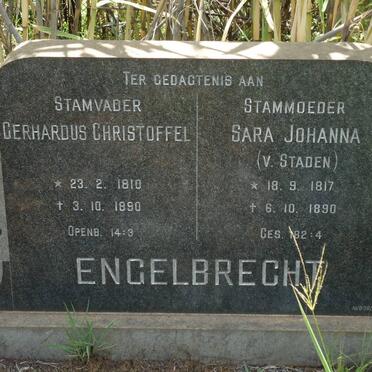 TER GEDAGTENIS AAN
STAMVADER
GERHARDUS CHRISTOFFEL
* 23. 2. 1810
† 3. 10. 1890
OPENB. 14:3
STAMMOEDER
SARA JOHANNA
(V. STADEN)
* 18. 9. 1817
† 6. 10. 1890
GES. 182:4
ENGELBRECHT